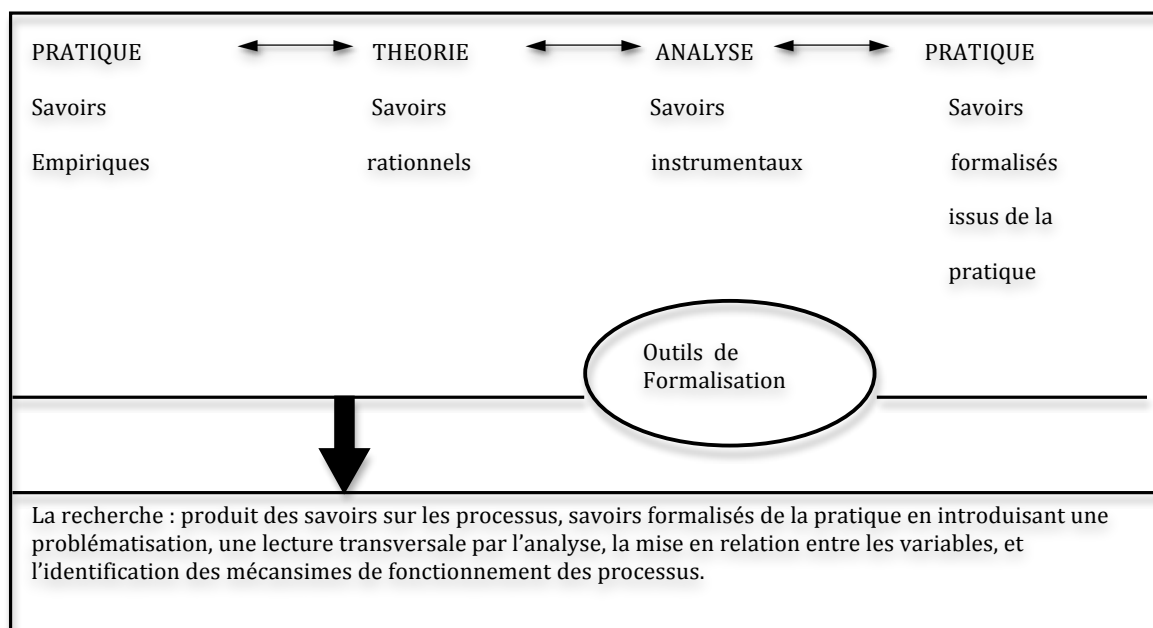 PRATIQUE THEORIE ANALYSE PRATIQUE
Savoirs Savoirs Savoirs Savoirs
Empiriques rationnels instrumentaux formalisés
issus de la
pratique
Outils de
Formalisation
La recherche : produit des savoirs sur les processus, savoirs formalisés de la pratique en introduisant une
problématisation, une lecture transversale par l’analyse, la mise en relation entre les variables, et
l’identification des mécansimes de fonctionnement des processus.